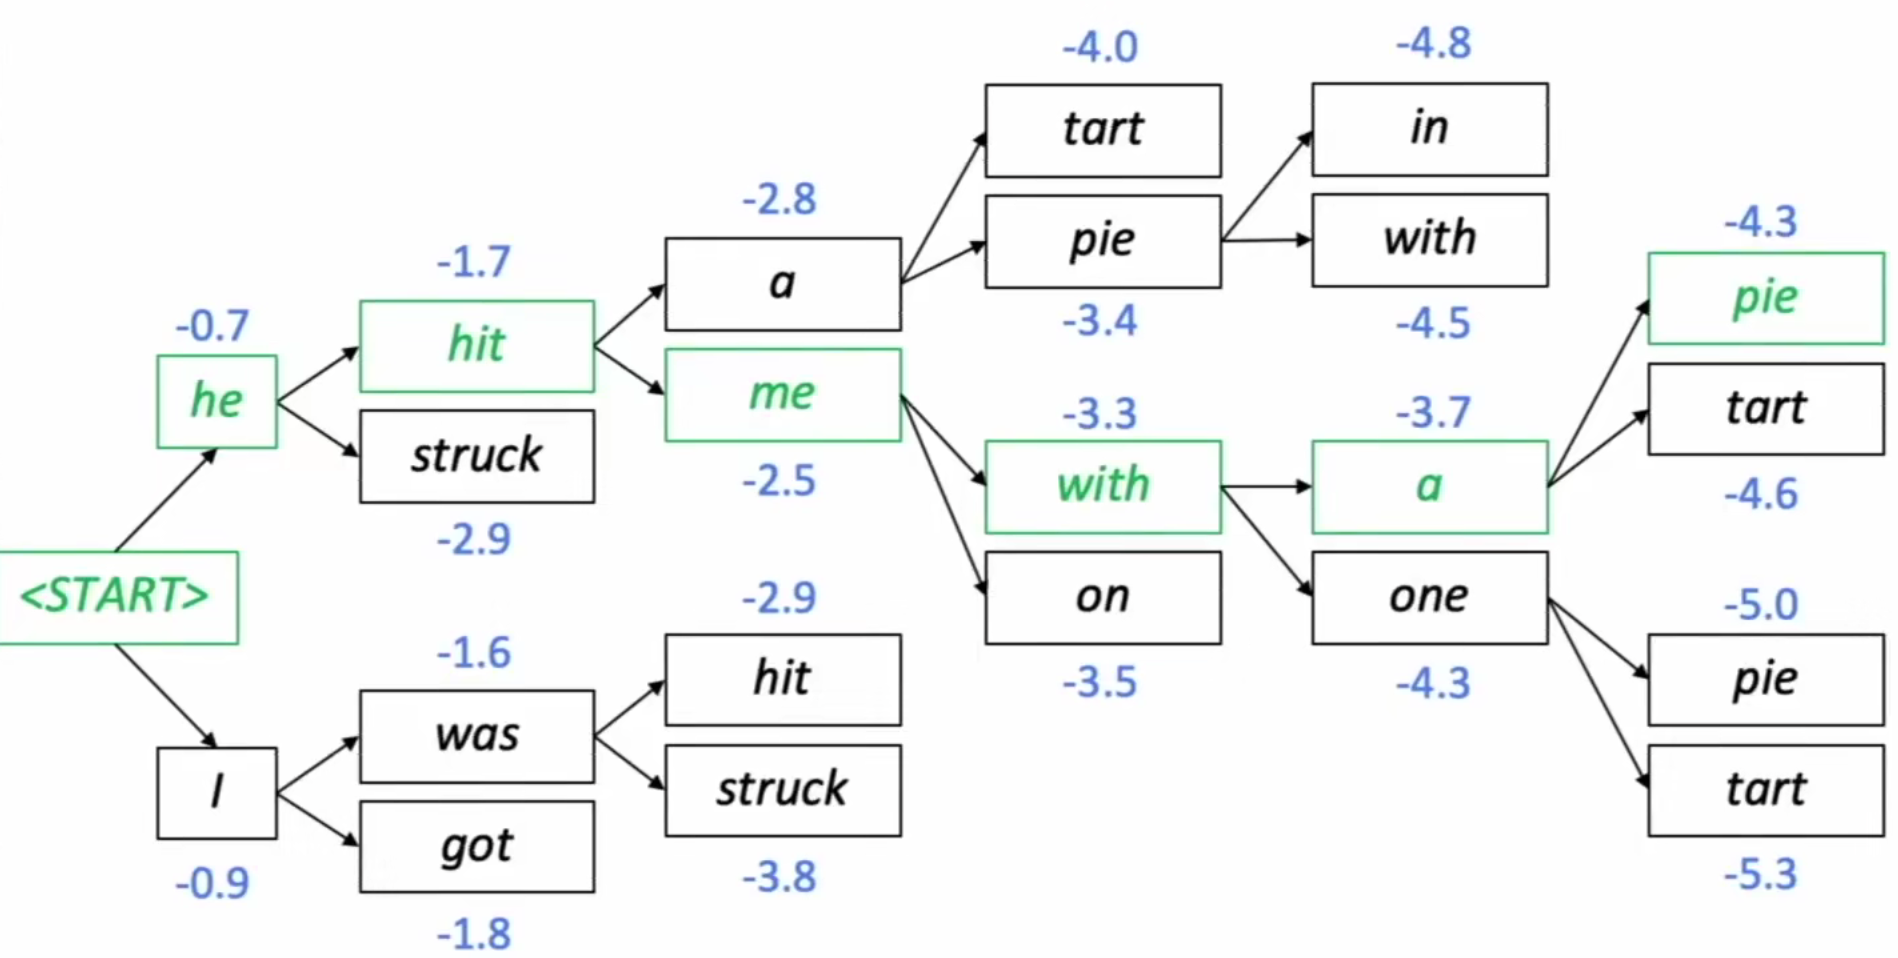 -4.0
-4.8
tart
in
-2.8
-4.3
pie
with
-1.7
a
pie
-0.7
-3.4
-4.5
hit
he
me
-3.3
-3.7
tart
struck
-2.5
with
a
-4.6
-2.9
<START>
-2.9
on
one
-5.0
-1.6
hit
-3.5
-4.3
pie
was
I
struck
tart
got
-0.9
-3.8
-5.3
-1.8